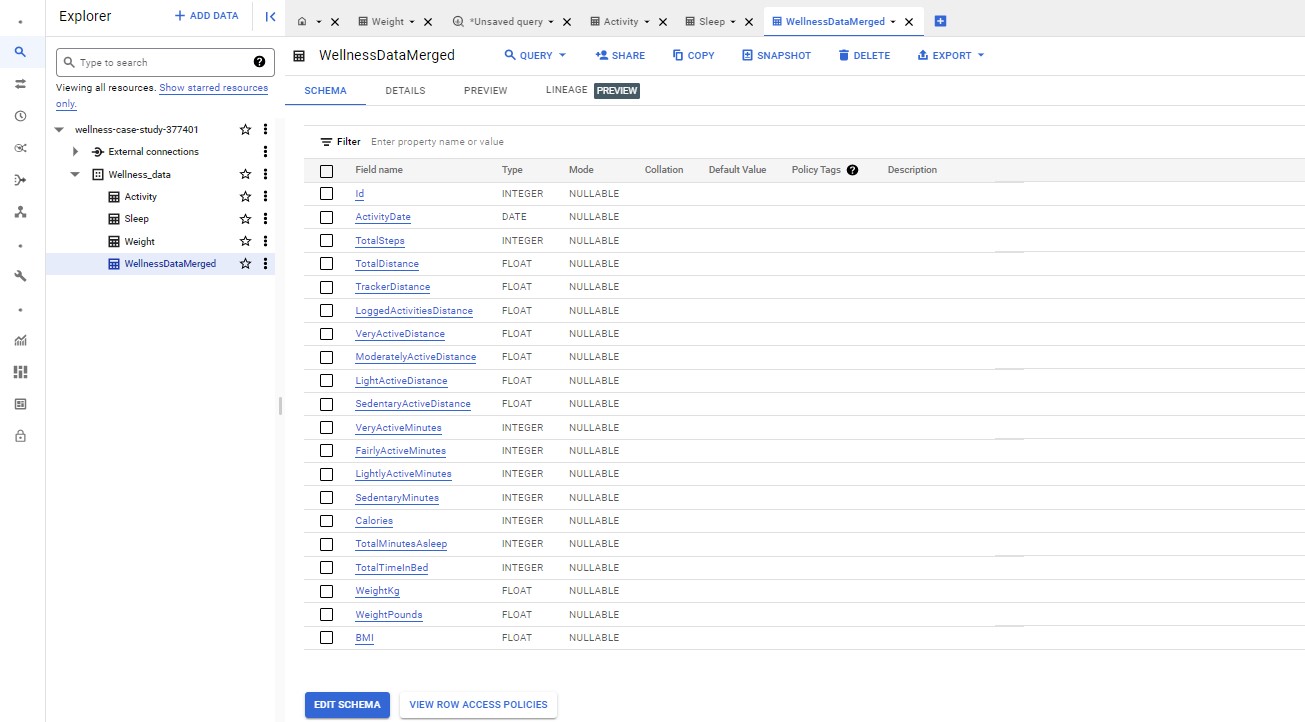 Explorer
+ ADD DATA
Type to search
Viewing all resources. Show starred resources
only.
wellness-case-study-377401
External connections
Wellness_data
Activity
Sleep
Weight
WellnessDataMerged
Weight
*Unsaved query
Activity
Sleep
WellnessDataMerged
WellnessDataMerged
QUERY
SHARE
COPY
SNAPSHOT
DELETE
EXPORT
SCHEMA DETAILS PREVIEW LINEAGE PREVIEW
Filter Enter property name or value
Field name Type Mode Collation Default Value Policy Tags Description
Id INTEGER NULLABLE
ActivityDate DATE NULLABLE
TotalSteps INTEGER NULLABLE
TotalDistance FLOAT NULLABLE
TrackerDistance FLOAT NULLABLE
LoggedActivitiesDistance FLOAT NULLABLE
VeryActiveDistance FLOAT NULLABLE
ModeratelyActiveDistance FLOAT NULLABLE
LightActiveDistance FLOAT NULLABLE
SedentaryActiveDistance FLOAT NULLABLE
VeryActiveMinutes INTEGER NULLABLE
FairlyActiveMinutes INTEGER NULLABLE
LightlyActiveMinutes INTEGER NULLABLE
SedentaryMinutes INTEGER NULLABLE
Calories INTEGER NULLABLE
TotalMinutesAsleep INTEGER NULLABLE
TotalTimeInBed INTEGER NULLABLE
WeightKg FLOAT NULLABLE
WeightPounds FLOAT NULLABLE
BMI FLOAT NULLABLE
EDIT SCHEMA
VIEW ROW ACCESS POLICIES